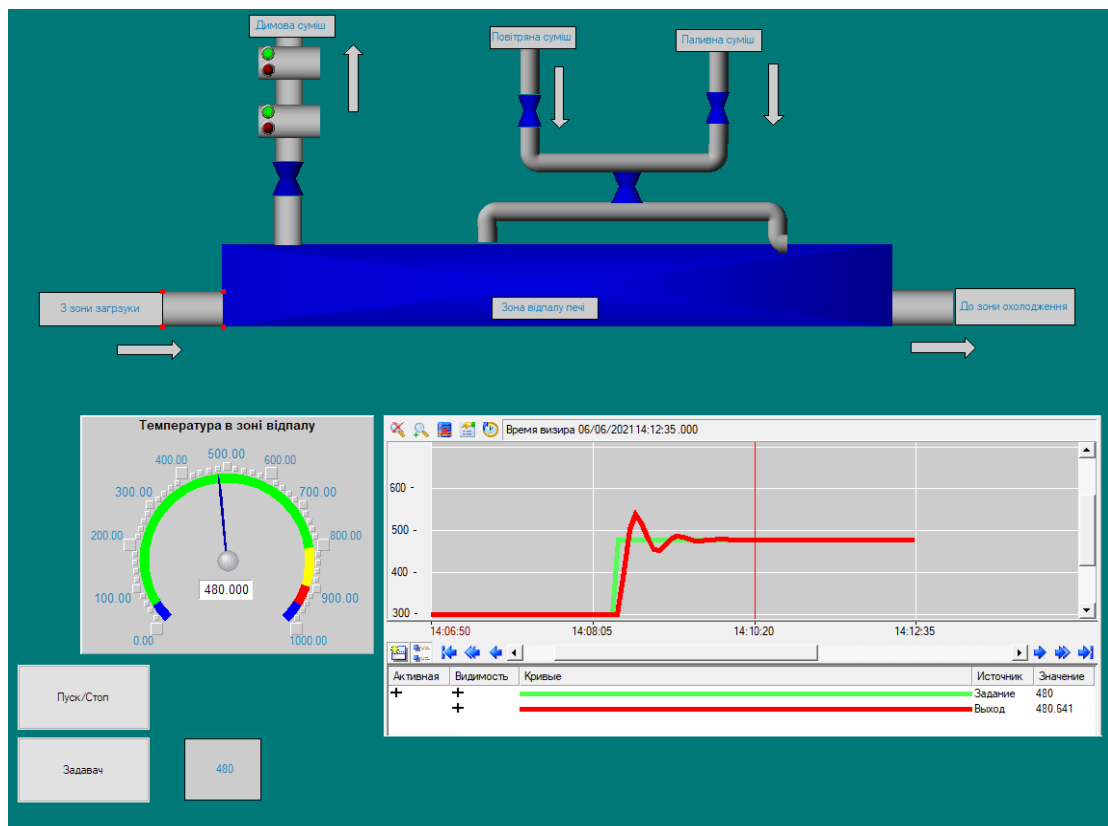 Димова суміш
Повітряна суміш
Паливна суміш
З зони загрзуки
Зона відпалу печі
До зони охолодження
Температура в зоні відпалу
0.00
100.00
200.00
300.00
400.00
500.00
600.00
700.00
800.00
900.00
1000.00
480.000
Время визира 06/06/2021 14:12:35 .000
600 -
500 -
400 -
300 -
14:06:50 14:08:05 14:10:20 14:12:35
Активная Видимость Кривые Источник Значение
+ + Задание 480
+ Выход 480.641
Пуск/Стоп
Задавач
480